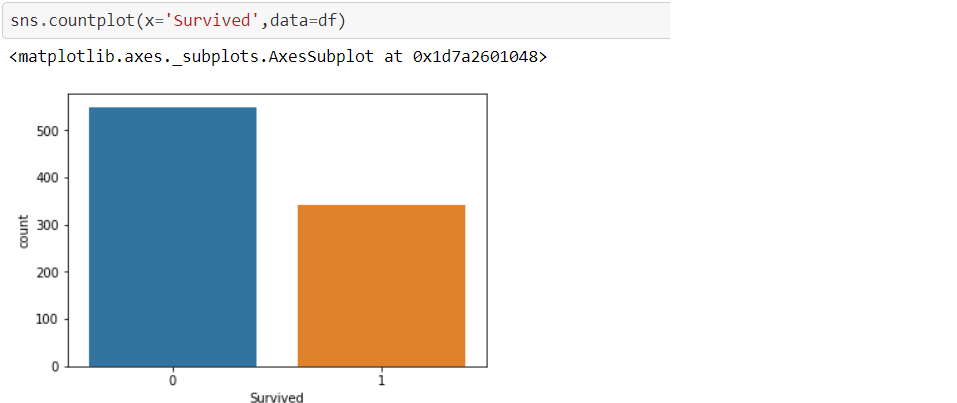 sns.countplot(x='Survived',data=df)
<matplotlib.axes._subplots.AxesSubplot at 0x1d7a2601048>
500
400
300
200
100
0
count
0 1
Survived